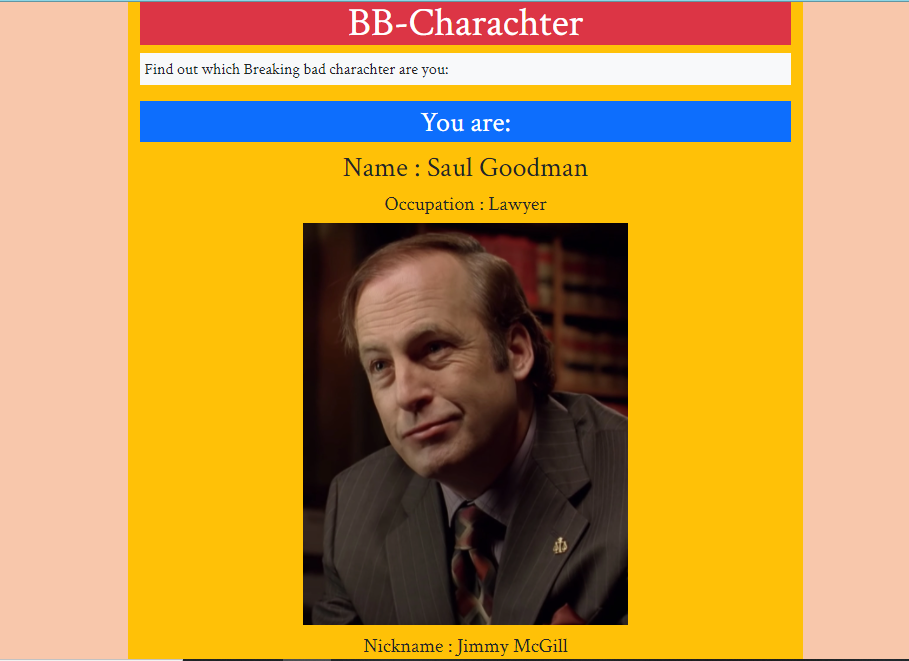 BB-Charachter
Find out which Breaking bad charachter are you:
You are:
Name : Saul Goodman
Occupation : Lawyer
Nickname : Jimmy McGill